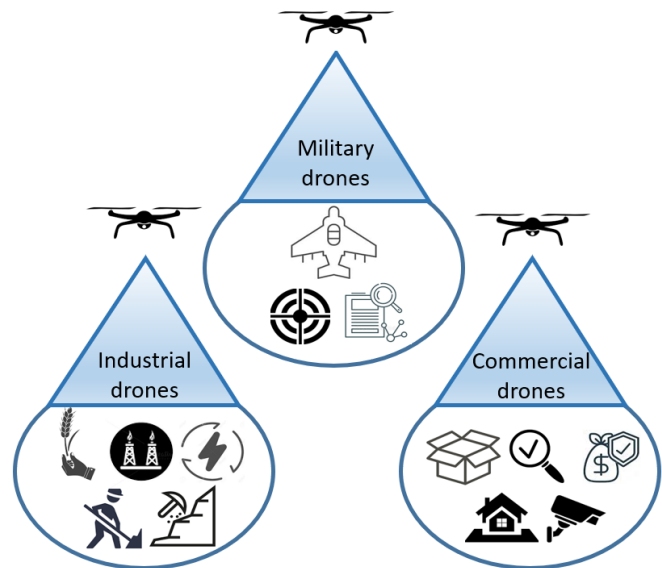 Military
drones
Industrial
drones
Commercial
drones
$